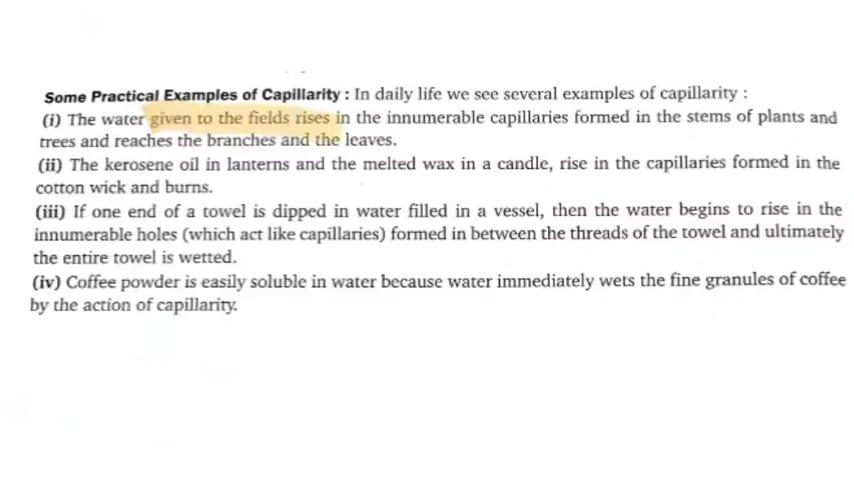 Some Practical Examples of Capillarity : In daily life we see several examples of capillarity :
(i) The water given to the fields rises in the innumerable capillaries formed in the stems of plants and
trees and reaches the branches and the leaves.
(ii) The kerosene oil in lanterns and the melted wax in a candle, rise in the capillaries formed in the
cotton wick and burns.
(iii) If one end of a towel is dipped in water filled in a vessel, then the water begins to rise in the
innumerable holes (which act like capillaries) formed in between the threads of the towel and ultimately
the entire towel is wetted.
(iv) Coffee powder is easily soluble in water because water immediately wets the fine granules of coffee
by the action of capillarity.